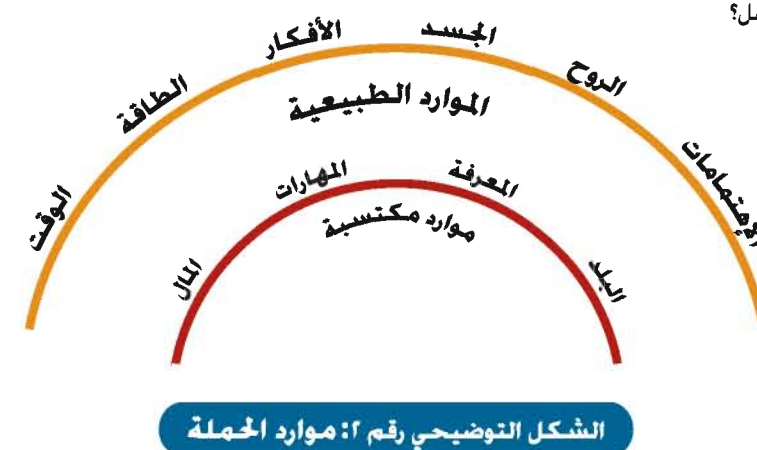 الإهتمامات
الروح
الجسد
الأفكار
الطاقة
الوقت
الموارد الطبيعية
البلد
المعرفة
المهارات
المال
موارد مكتسبة
الشكل التوضيحي رقم ٢: موارد الحملة